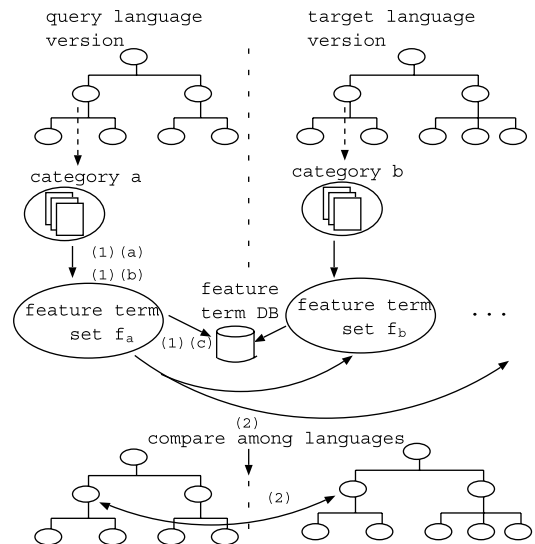 query language
version
target language
version
category a
category b
(1)(a)
(1)(b)
feature term
set fa
feature
term DB
(1)(c)
feature term
set fb
...
(2)
compare among languages
(2)